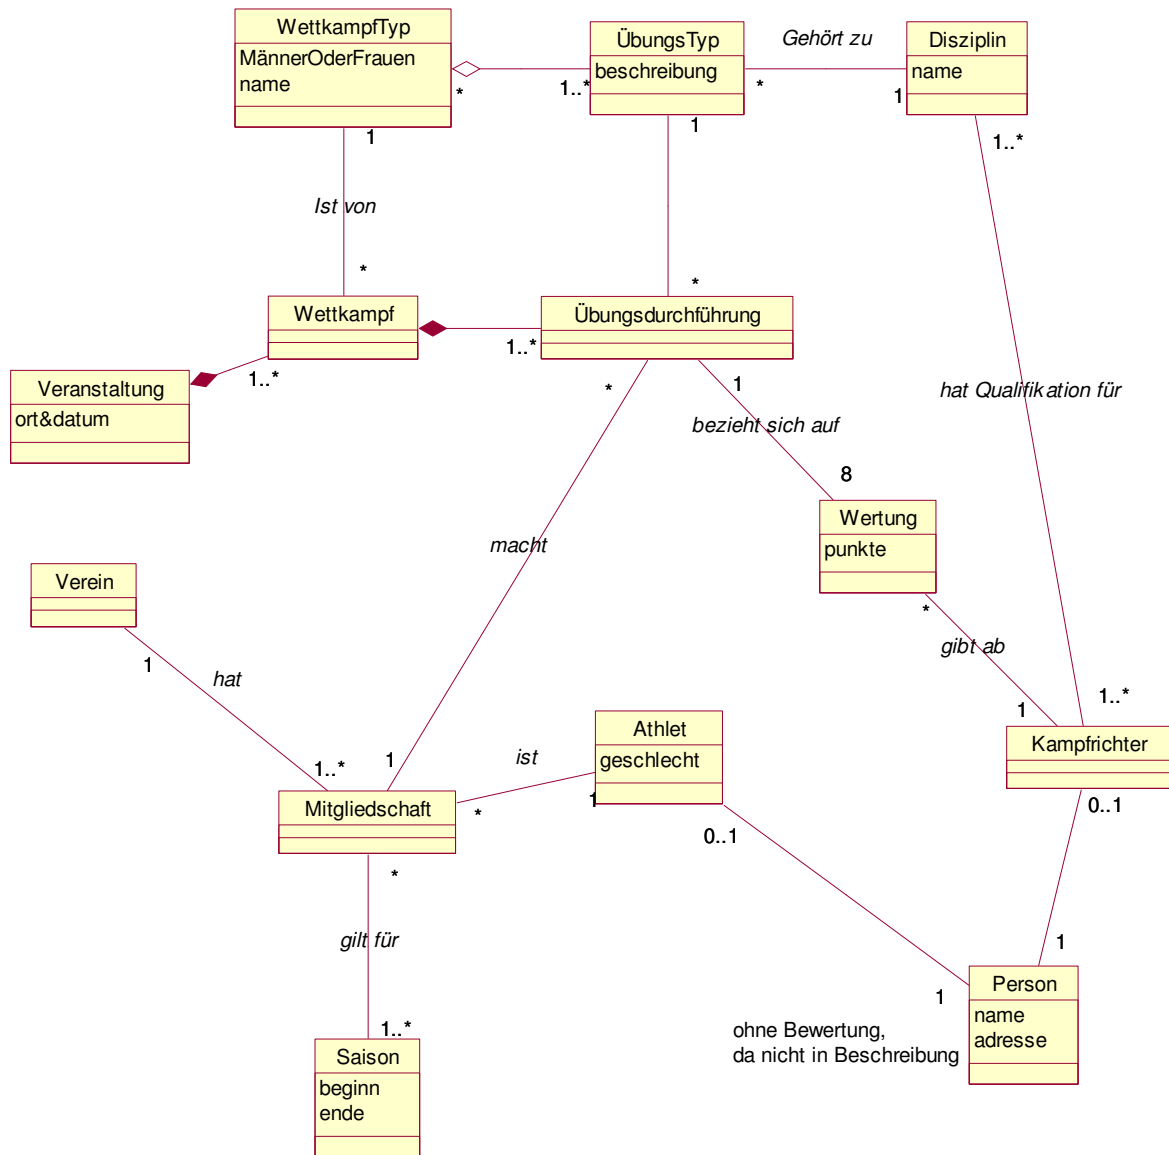 WettkampfTyp
MännerOderFrauen
name
*
1
1..*
ÜbungsTyp
beschreibung
1
*
Gehört zu
1
Disziplin
name
1..*
Ist von
*
*
Wettkampf
1..*
Übungsdurchführung
*
1
Veranstaltung
ort&datum
1..*
hat Qualifikation für
bezieht sich auf
8
Wertung
punkte
*
macht
Verein
1
hat
gibt ab
1..*
1
Kampfrichter
0..1
1..*
1
ist
Athlet
geschlecht
1
0..1
Mitgliedschaft
*
*
gilt für
1..*
Saison
beginn
ende
1
1
Person
name
adresse
ohne Bewertung,
da nicht in Beschreibung